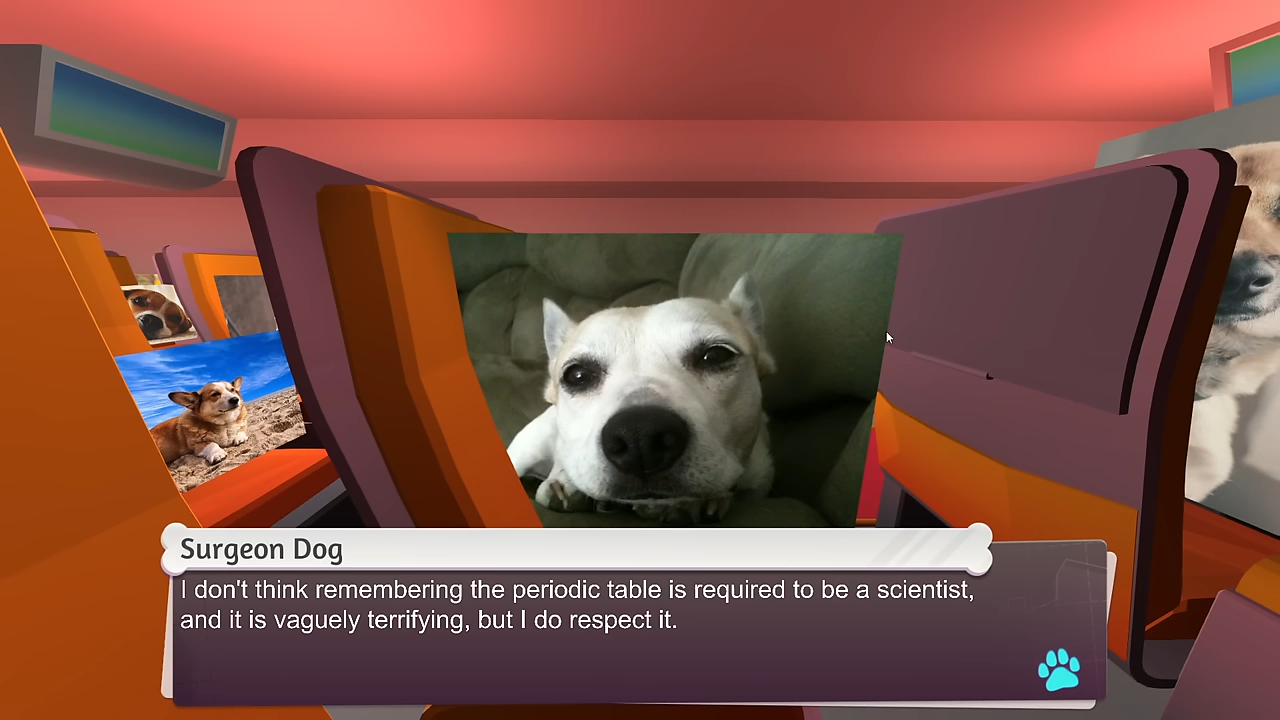 Surgeon Dog
I don't think remembering the periodic table is required to be a scientist,
and it is vaguely terrifying, but I do respect it.